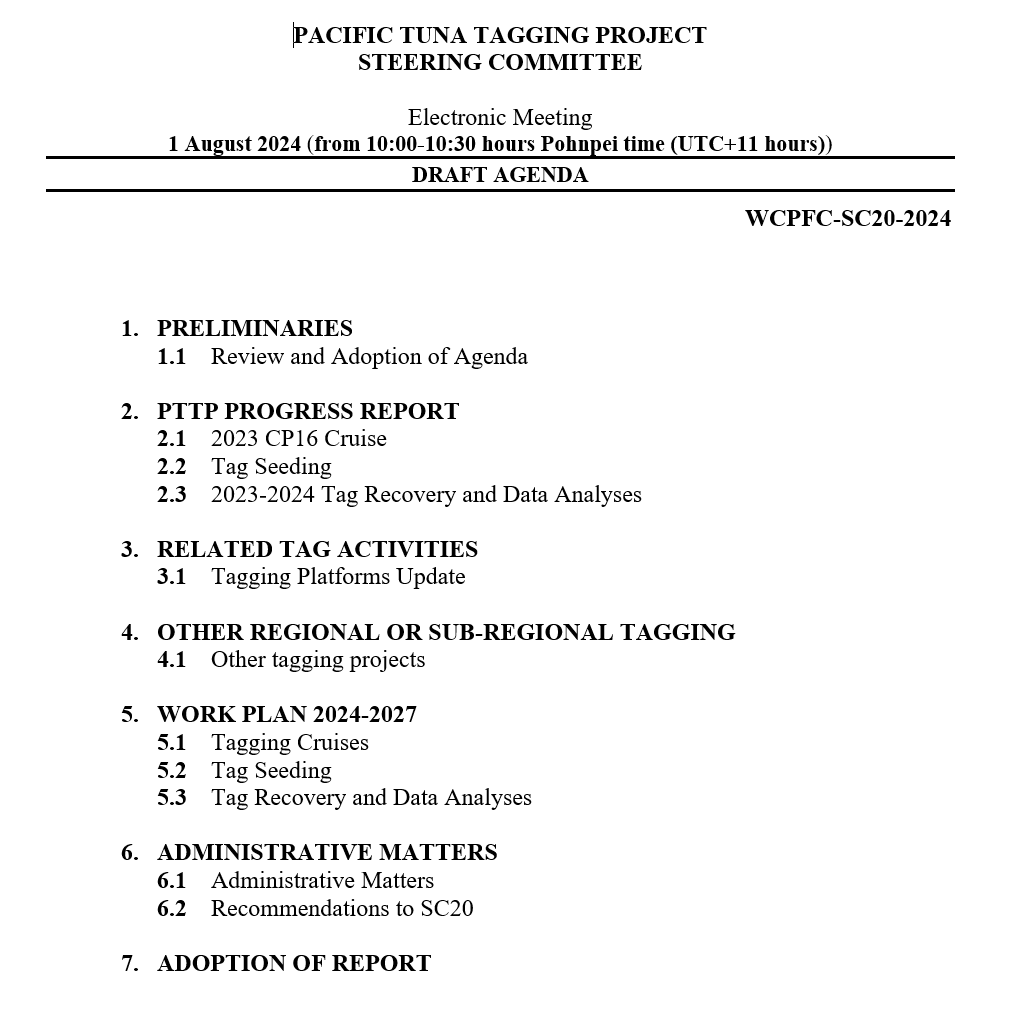 PACIFIC TUNA TAGGING PROJECT
STEERING COMMITTEE
Electronic Meeting
1 August 2024 (from 10:00-10:30 hours Pohnpei time (UTC+11 hours))
DRAFT AGENDA
WCPFC-SC20-2024
1. PRELIMINARIES
1.1 Review and Adoption of Agenda
2. PTTP PROGRESS REPORT
2.1 2023 CP16 Cruise
2.2 Tag Seeding
2.3 2023-2024 Tag Recovery and Data Analyses
3. RELATED TAG ACTIVITIES
3.1 Tagging Platforms Update
4. OTHER REGIONAL OR SUB-REGIONAL TAGGING
4.1 Other tagging projects
5. WORK PLAN 2024-2027
5.1 Tagging Cruises
5.2 Tag Seeding
5.3 Tag Recovery and Data Analyses
6. ADMINISTRATIVE MATTERS
6.1 Administrative Matters
6.2 Recommendations to SC20
7. ADOPTION OF REPORT